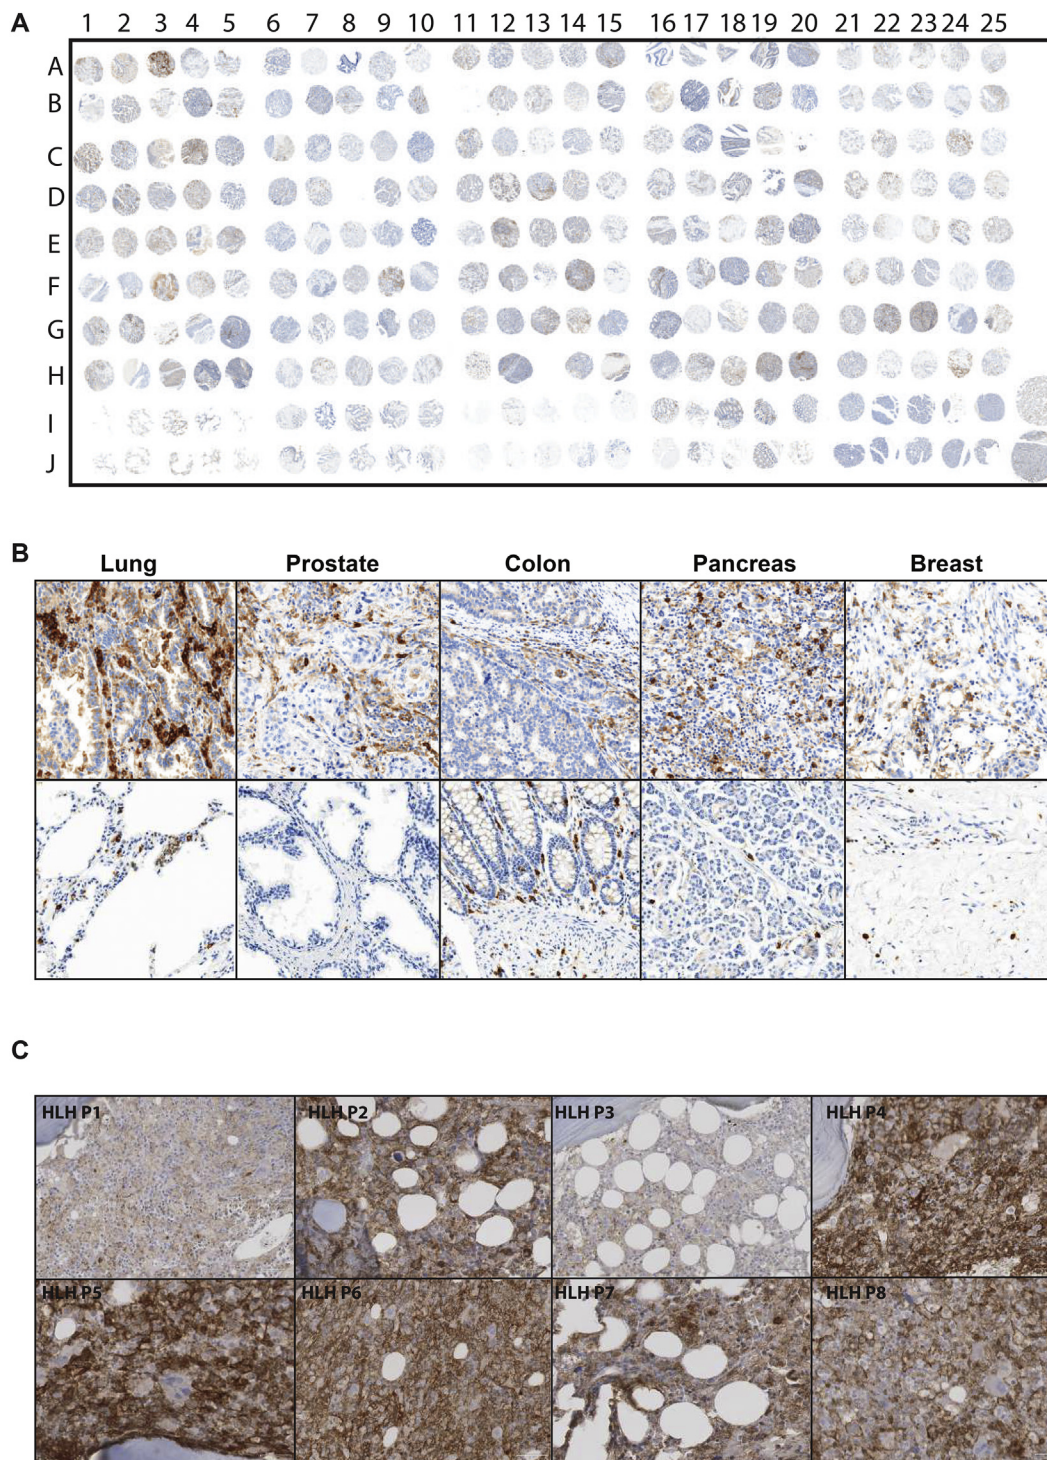 A
1 2 3 4 5 6 7 8 9 10 11 12 13 14 15 16 17 18 19 20 21 22 23 24 25
A
B
C
D
E
F
G
H
I
J
B
Lung Prostate Colon Pancreas Breast
C
HLH P1 HLH P2 HLH P3 HLH P4
HLH P5 HLH P6 HLH P7 HLH P8